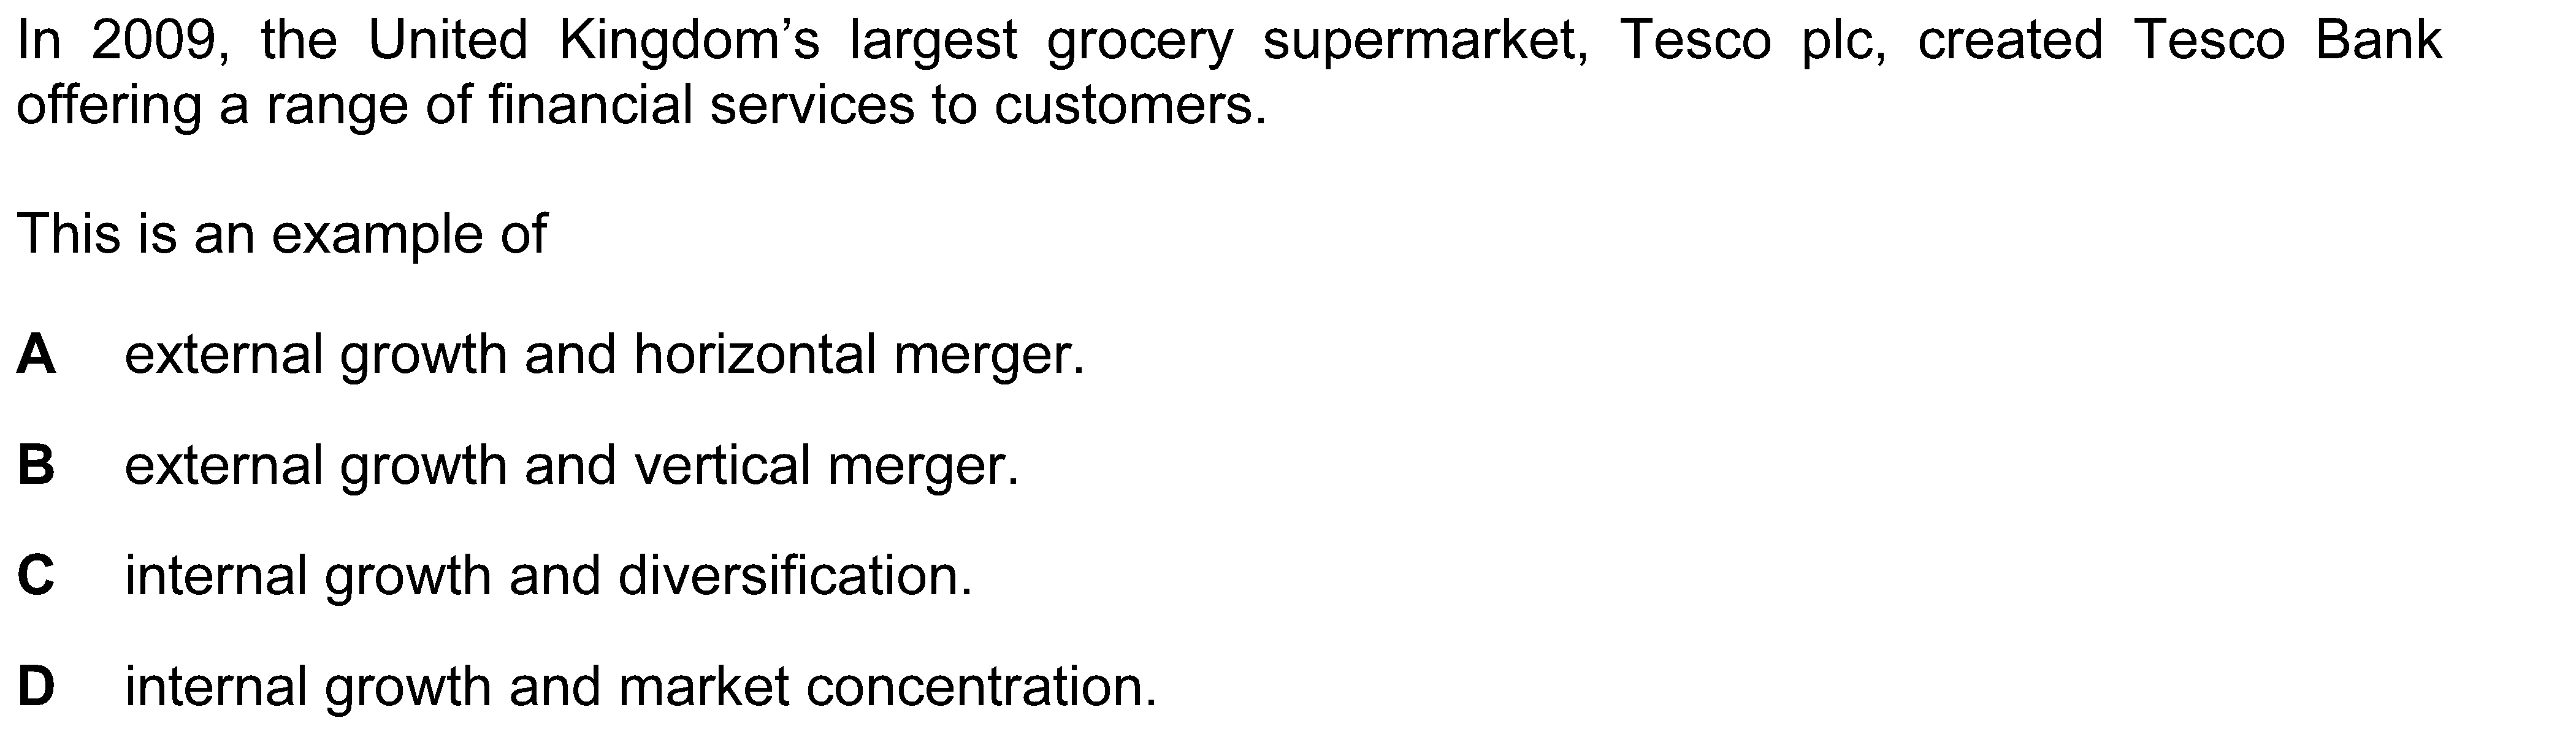 In 2009, the United Kingdom’s largest grocery supermarket, Tesco plc, created Tesco Bank
offering a range of financial services to customers.
This is an example of
A external growth and horizontal merger.
B external growth and vertical merger.
C internal growth and diversification.
D internal growth and market concentration.